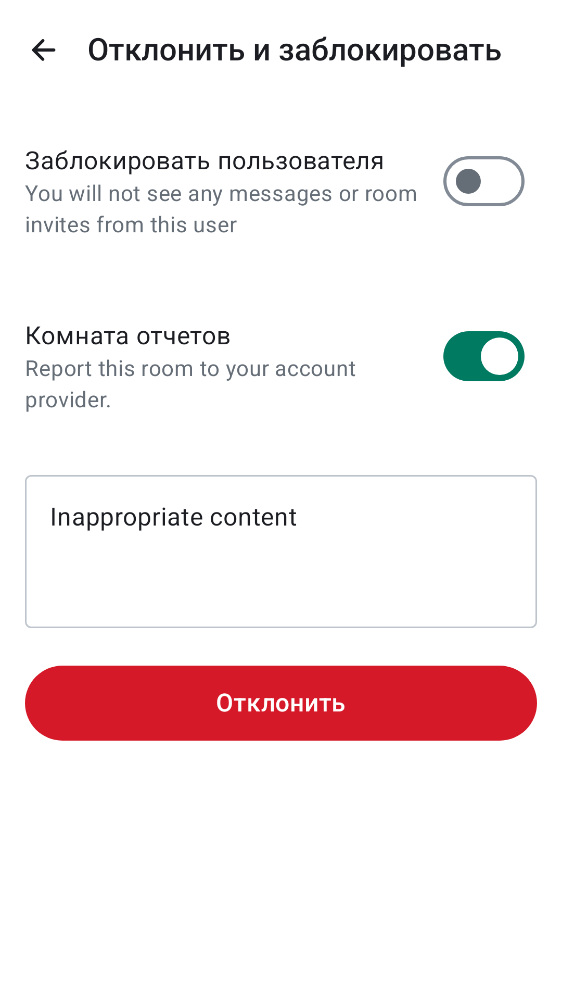 Отклонить и заблокировать
Заблокировать пользователя
You will not see any messages or room
invites from this user
Комната отчетов
Report this room to your account
provider.
Inappropriate content
Отклонить